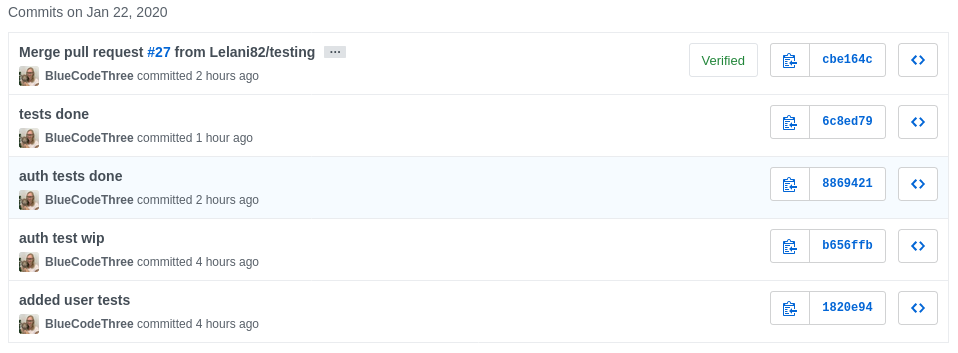 Commits on Jan 22, 2020
Merge pull request #27 from Lelani82/testing ...
BlueCodeThree committed 2 hours ago
Verified
cbe164c
tests done
BlueCodeThree committed 1 hour ago
6c8ed79
auth tests done
BlueCodeThree committed 2 hours ago
8869421
auth test wip
BlueCodeThree committed 4 hours ago
b656ffb
added user tests
BlueCodeThree committed 4 hours ago
1820e94